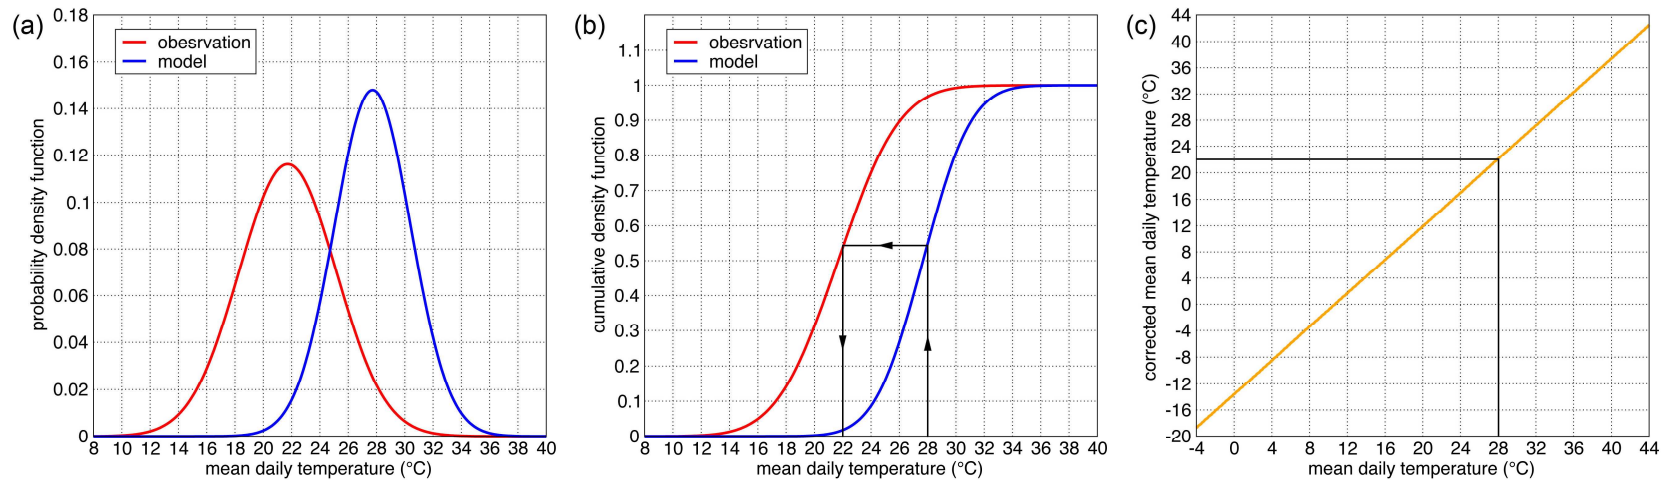 (a)
0.18
0.16
0.14
0.12
0.1
0.08
0.06
0.04
0.02
0
probability density function
obesrvation
model
8 10 12 14 16 18 20 22 24 26 28 30 32 34 36 38 40
mean daily temperature (°C)
(b)
1.1
1
0.9
0.8
0.7
0.6
0.5
0.4
0.3
0.2
0.1
0
cumulative density function
obesrvation
model
8 10 12 14 16 18 20 22 24 26 28 30 32 34 36 38 40
mean daily temperature (°C)
(c)
44
40
36
32
28
24
20
16
12
8
4
0
-4
-8
-12
-16
-20
corrected mean daily temperature (°C)
-4 0 4 8 12 16 20 24 28 32 36 40 44
mean daily temperature (°C)